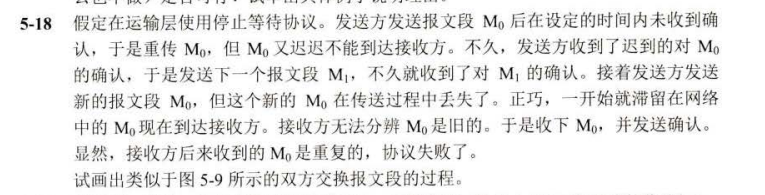 5-18 假定在运输层使用停止等待协议。发送方发送报文段 M₀ 后在设定的时间内未收到确
认，于是重传 M₀，但 M₀ 又迟迟不能到达接收方。不久，发送方收到了迟到的对 M₀
的确认，于是发送下一个报文段 M₁，不久就收到了对 M₁ 的确认。接着发送方发送
新的报文段 M₀，但这个新的 M₀ 在传送过程中丢失了。正巧，一开始就滞留在网络
中的 M₀ 现在到达接收方。接收方无法分辨 M₀ 是旧的。于是收下 M₀，并发送确认。
显然，接收方后来收到的 M₀ 是重复的，协议失败了。
试画出类似于图 5-9 所示的双方交换报文段的过程。